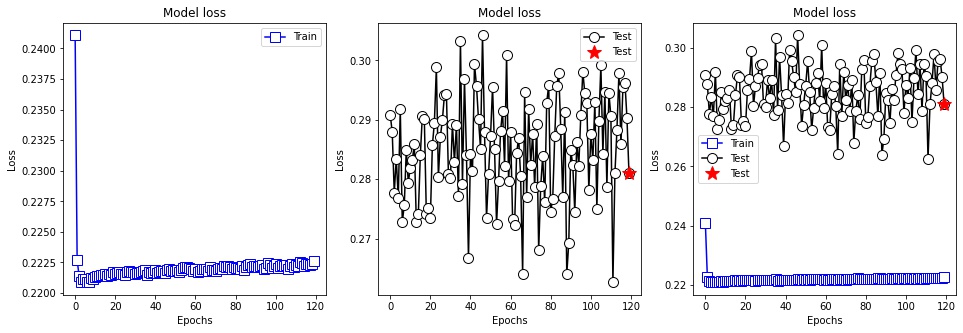 Model loss
Train
0.2400
0.2375
0.2350
0.2325
0.2300
0.2275
0.2250
0.2225
0.2200
Loss
0 20 40 60 80 100 120
Epochs
Model loss
Test
Test
0.30
0.29
0.28
0.27
Loss
0 20 40 60 80 100 120
Epochs
Model loss
0.30
0.28
0.26
0.24
0.22
Loss
Train
Test
Test
0 20 40 60 80 100 120
Epochs